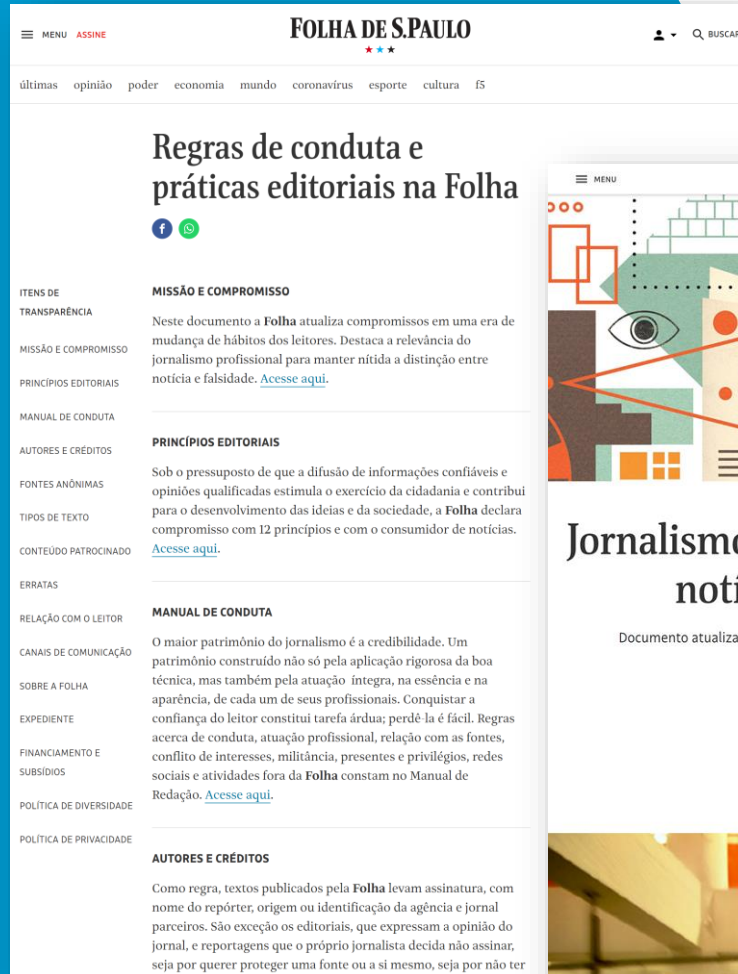 MENU ASSINE
FOLHA DE S.PAULO
BUSCAR
últimas opinião poder economia mundo coronavírus esporte cultura f5
Regras de conduta e
práticas editoriais na Folha
ITENS DE
TRANSPARÊNCIA
MISSÃO E COMPROMISSO
PRINCÍPIOS EDITORIAIS
MANUAL DE CONDUTA
AUTORES E CRÉDITOS
FONTES ANÔNIMAS
TIPOS DE TEXTO
CONTEÚDO PATROCINADO
ERRATAS
RELAÇÃO COM O LEITOR
CANAIS DE COMUNICAÇÃO
SOBRE A FOLHA
EXPEDIENTE
FINANCIAMENTO E
SUBSÍDIOS
POLÍTICA DE DIVERSIDADE
POLÍTICA DE PRIVACIDADE
MISSÃO E COMPROMISSO
Neste documento a Folha atualiza compromissos em uma era de
mudança de hábitos dos leitores. Destaca a relevância do
jornalismo profissional para manter nítida a distinção entre
notícia e falsidade. Acesse aqui.
PRINCÍPIOS EDITORIAIS
Sob o pressuposto de que a difusão de informações confiáveis e
opiniões qualificadas estimula o exercício da cidadania e contribui
para o desenvolvimento das ideias e da sociedade, a Folha declara
compromisso com 12 princípios e com o consumidor de notícias.
Acesse aqui.
MANUAL DE CONDUTA
O maior patrimônio do jornalismo é a credibilidade. Um
patrimônio construído não só pela aplicação rigorosa da boa
técnica, mas também pela atuação íntegra, na essência e na
aparência, de cada um de seus profissionais. Conquistar a
confiança do leitor constitui tarefa árdua; perdê-la é fácil. Regras
acerca de conduta, atuação profissional, relação com as fontes,
conflito de interesses, militância, presentes e privilégios, redes
sociais e atividades fora da Folha constam no Manual de
Redação. Acesse aqui.
AUTORES E CRÉDITOS
Como regra, textos publicados pela Folha levam assinatura, com
nome do repórter, origem ou identificação da agência e jornal
parceiros. São exceção os editoriais, que expressam a opinião do
jornal, e reportagens que o próprio jornalista decida não assinar,
seja por querer proteger uma fonte ou a si mesmo, seja por não ter
MENU
Jornalismo
notí
Documento atualiza